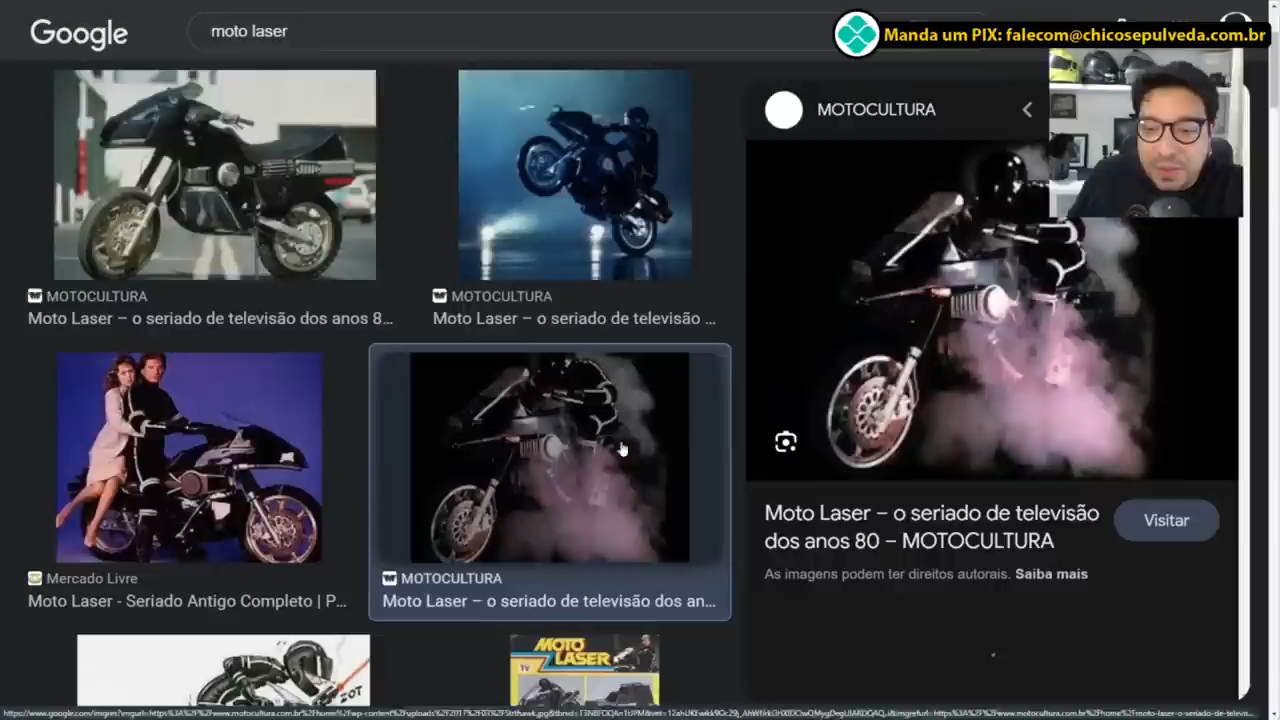 Google
moto laser
Manda um PIX: falecom@chicosepulveda.com.br
MOTOCULTURA
MOTOCULTURA
Moto Laser – o seriado de televisão dos anos 8...
MOTOCULTURA
Moto Laser – o seriado de televisão ...
Mercado Livre
Moto Laser - Seriado Antigo Completo | P...
MOTOCULTURA
Moto Laser – o seriado de televisão dos an...
Moto Laser – o seriado de televisão
dos anos 80 – MOTOCULTURA
Visitar
As imagens podem ter direitos autorais. Saiba mais
ZOT
MOTO
LASER
TV